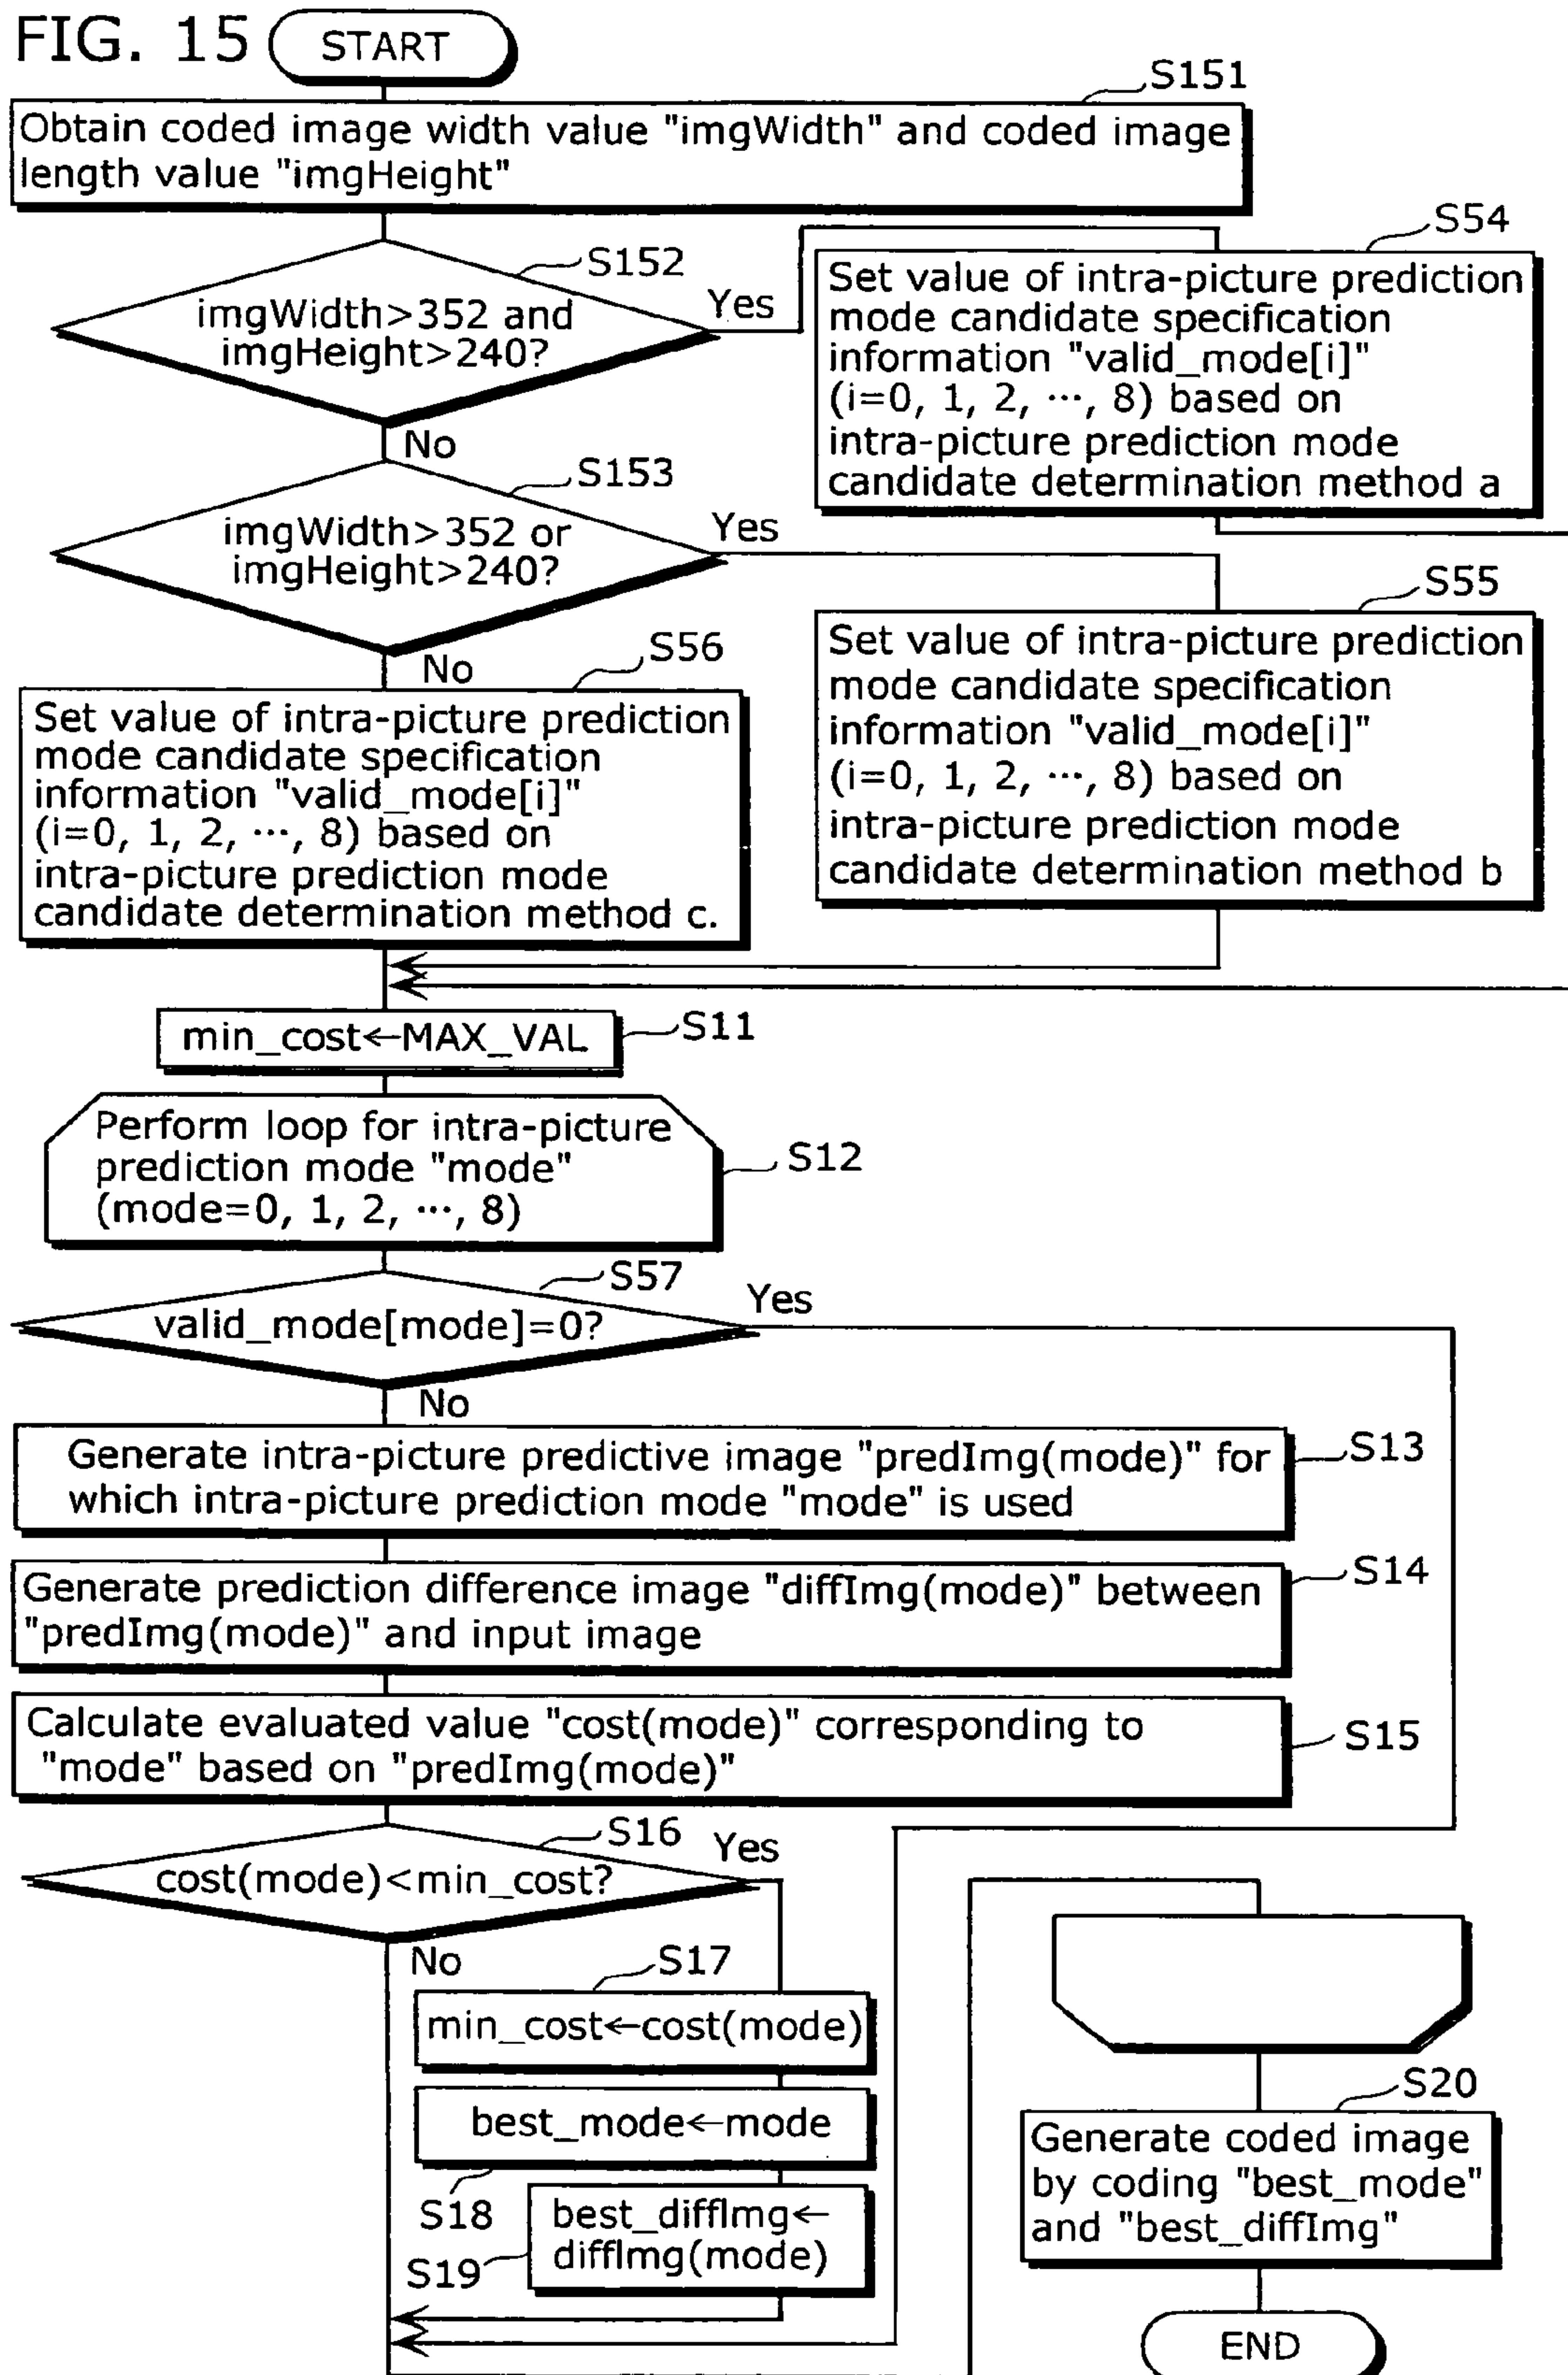 FIG. 15
START
S151
Obtain coded image width value "imgWidth" and coded image
length value "imgHeight"
S152
imgWidth>352 and
imgHeight>240?
Yes
No
S54
Set value of intra-picture prediction
mode candidate specification
information "valid_mode[i]"
(i=0, 1, 2, ···, 8) based on
intra-picture prediction mode
candidate determination method a
S153
imgWidth>352 or
imgHeight>240?
Yes
No
S55
Set value of intra-picture prediction
mode candidate specification
information "valid_mode[i]"
(i=0, 1, 2, ···, 8) based on
intra-picture prediction mode
candidate determination method b
S56
Set value of intra-picture prediction
mode candidate specification
information "valid_mode[i]"
(i=0, 1, 2, ···, 8) based on
intra-picture prediction mode
candidate determination method c.
min_cost←MAX_VAL
S11
Perform loop for intra-picture
prediction mode "mode"
(mode=0, 1, 2, ···, 8)
S12
S57
valid_mode[mode]=0?
Yes
No
Generate intra-picture predictive image "predImg(mode)" for
which intra-picture prediction mode "mode" is used
S13
Generate prediction difference image "diffImg(mode)" between
"predImg(mode)" and input image
S14
Calculate evaluated value "cost(mode)" corresponding to
"mode" based on "predImg(mode)"
S15
S16
cost(mode)<min_cost?
Yes
No
S17
min_cost←cost(mode)
best_mode←mode
S18
best_diffImg←
diffImg(mode)
S19
S20
Generate coded image
by coding "best_mode"
and "best_diffImg"
END